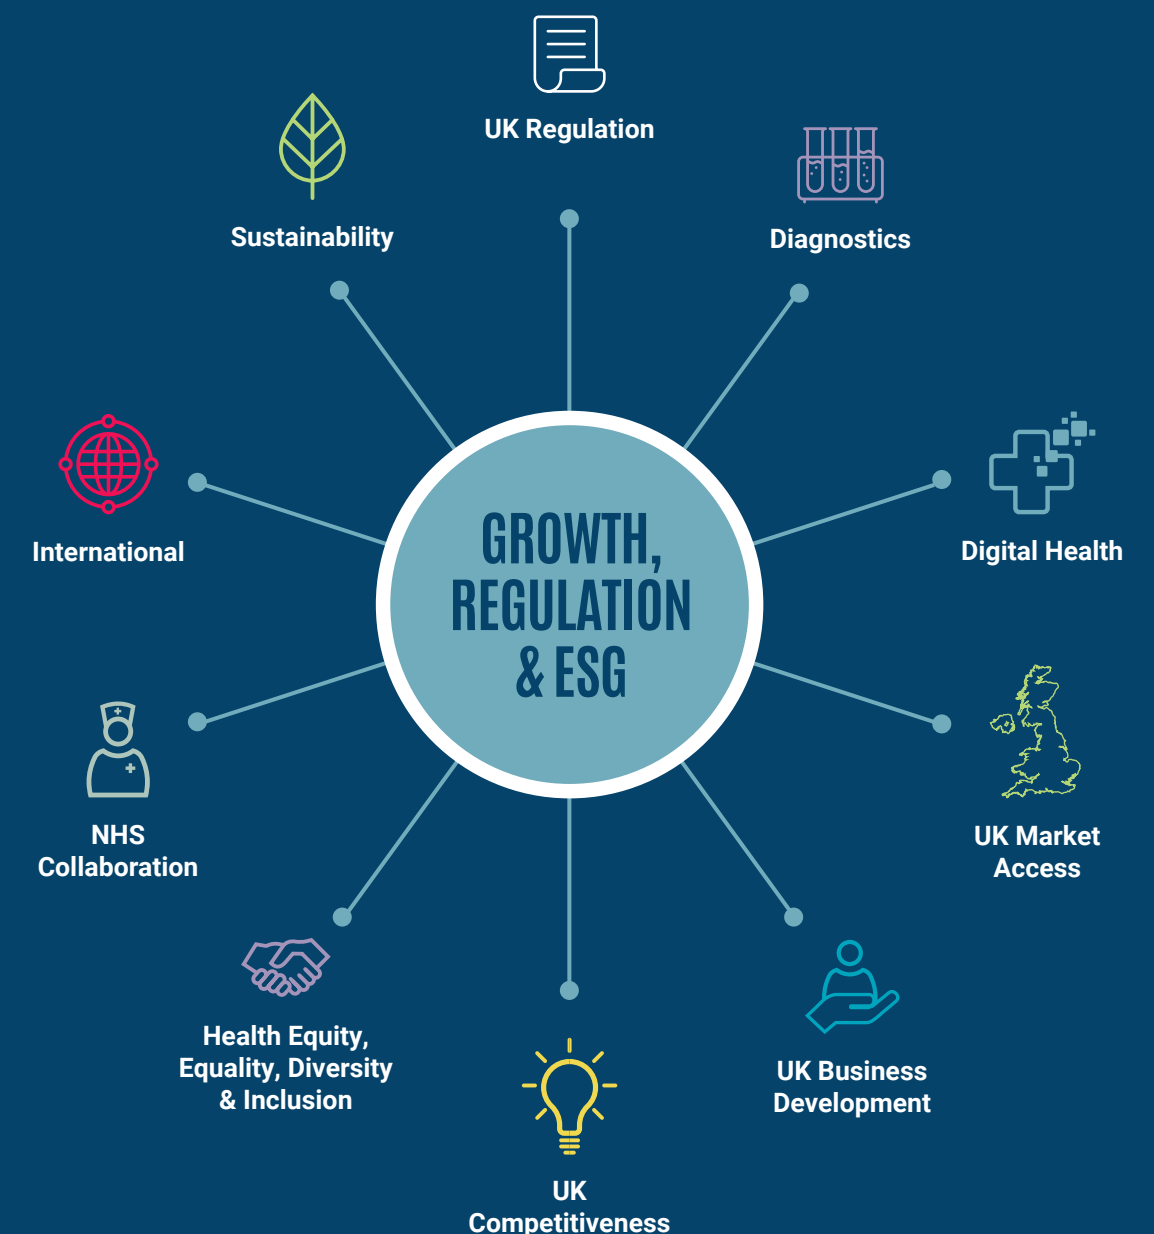 UK Regulation
Sustainability
Diagnostics
GROWTH,
REGULATION
& ESG
International
Digital Health
NHS
Collaboration
UK Market
Access
Health Equity,
Equality, Diversity
& Inclusion
UK Business
Development
UK
Competitiveness